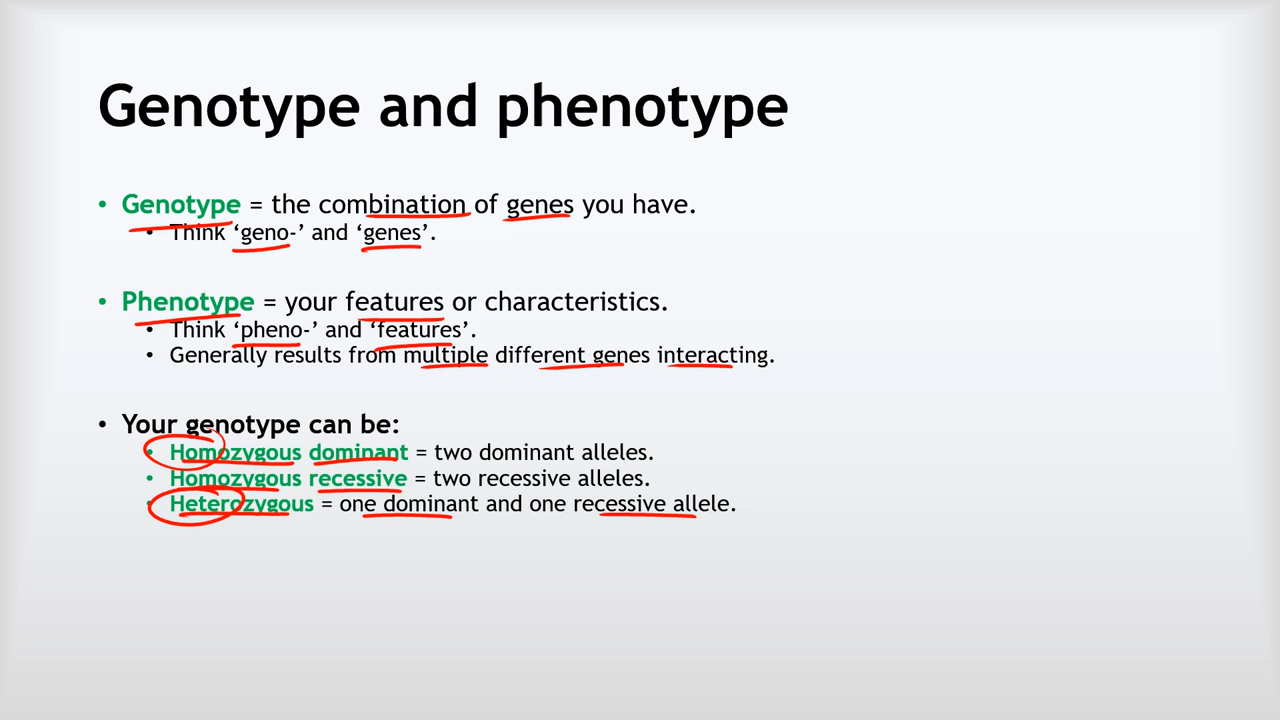 Genotype and phenotype
• Genotype = the combination of genes you have.
• Think ‘geno-’ and ‘genes’.
• Phenotype = your features or characteristics.
• Think ‘pheno-’ and ‘features’.
• Generally results from multiple different genes interacting.
• Your genotype can be:
• Homozygous dominant = two dominant alleles.
• Homozygous recessive = two recessive alleles.
• Heterozygous = one dominant and one recessive allele.